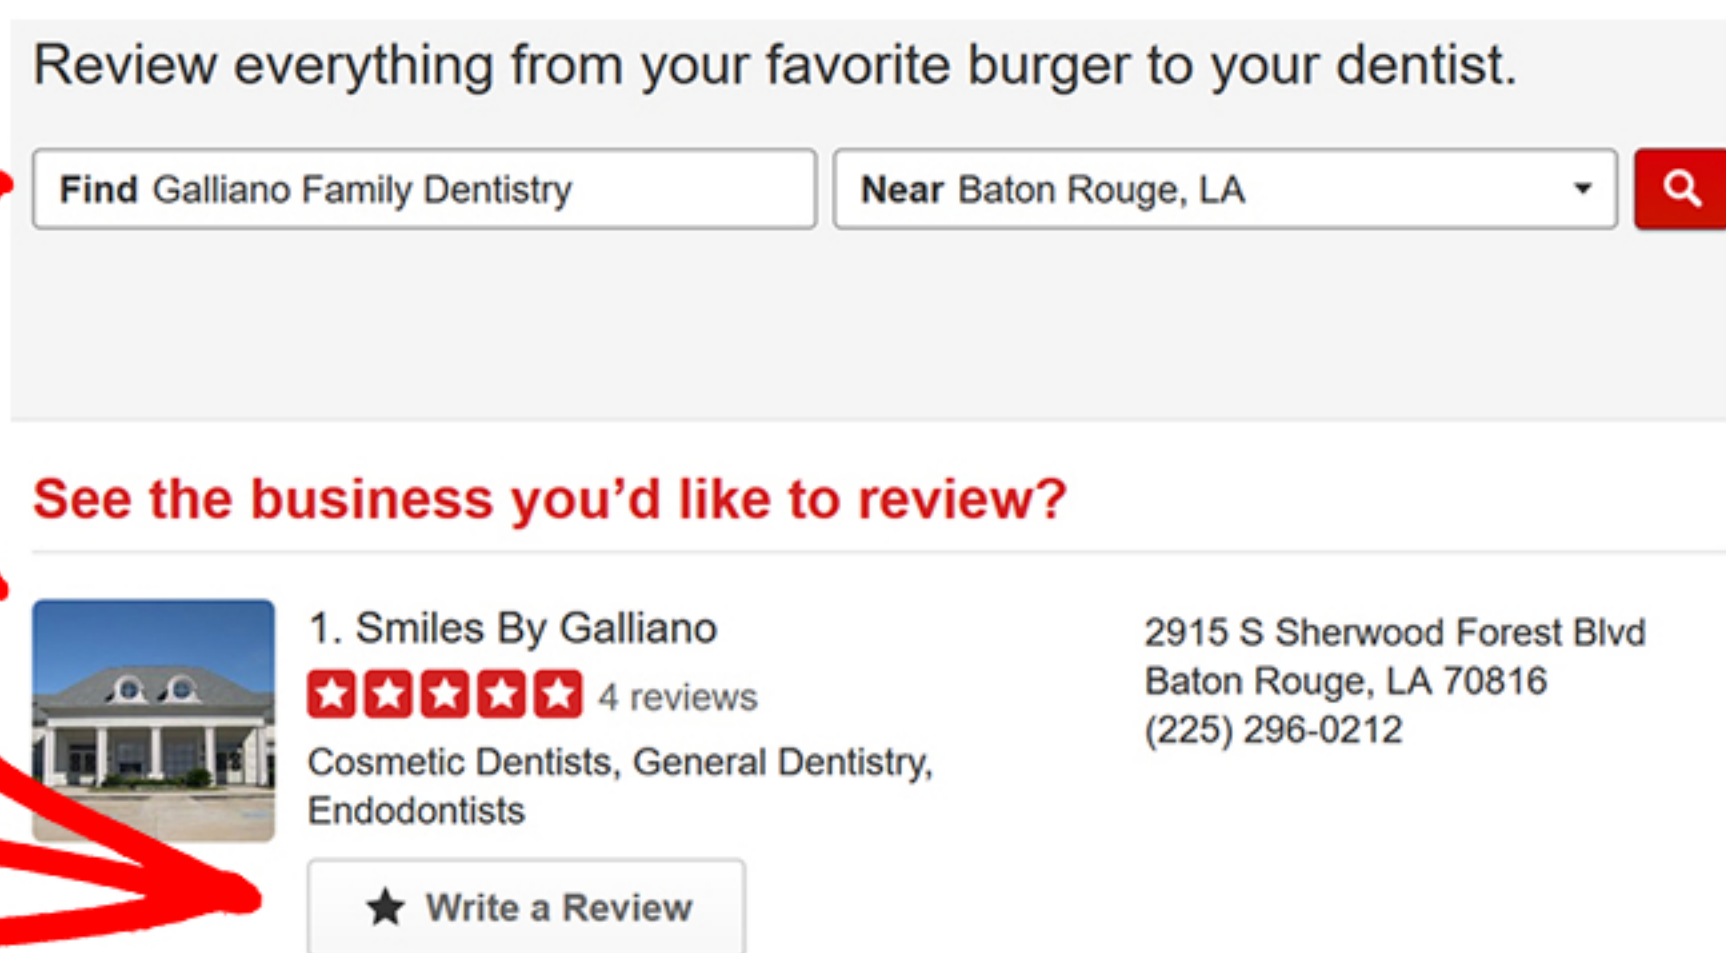 Review everything from your favorite burger to your dentist.
Find Galliano Family Dentistry
Near Baton Rouge, LA
See the business you’d like to review?
1. Smiles By Galliano
4 reviews
Cosmetic Dentists, General Dentistry,
Endodontists
2915 S Sherwood Forest Blvd
Baton Rouge, LA 70816
(225) 296-0212
Write a Review